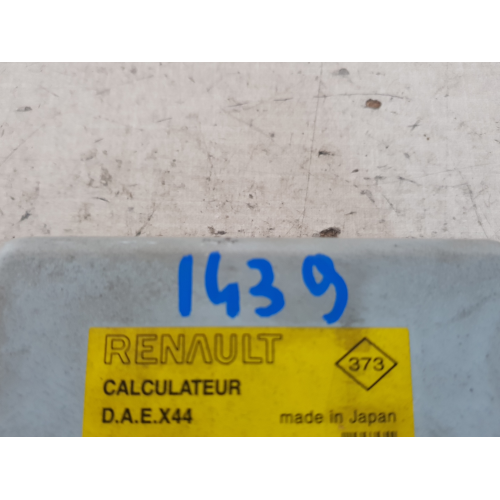 1439
RENAULT
373
CALCULATEUR
D.A.E.X44
made in Japan